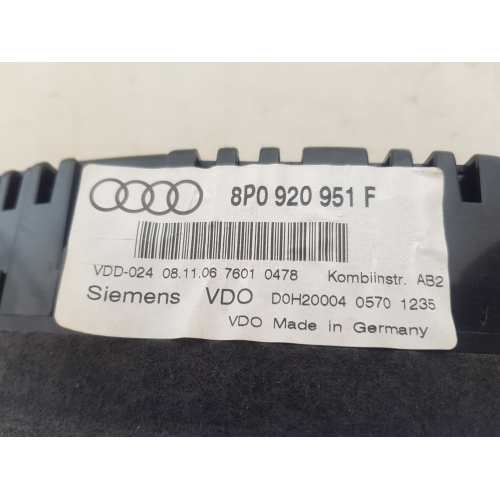 8P0 920 951 F
VDD-024 08.11.06 7601 0478 Kombiinstr. AB2
Siemens VDO D0H20004 0570 1235
VDO Made in Germany